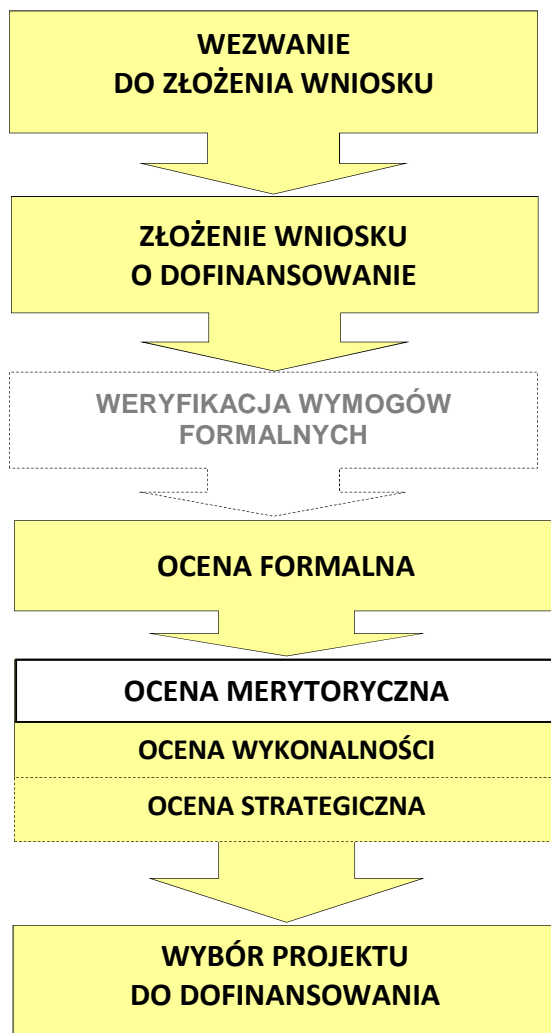 WEZWANIE
DO ZŁOŻENIA WNIOSKU
ZŁOŻENIE WNIOSKU
O DOFINANSOWANIE
WERYFIKACJA WYMOGÓW
FORMALNYCH
OCENA FORMALNA
OCENA MERYTORYCZNA
OCENA WYKONALNOŚCI
OCENA STRATEGICZNA
WYBÓR PROJEKTU
DO DOFINANSOWANIA